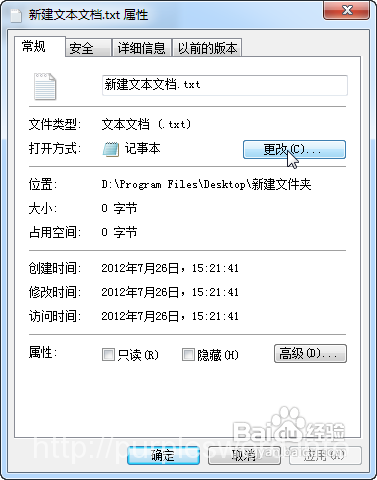 新建文本文档.txt 属性
常规 安全 详细信息 以前的版本
新建文本文档.txt
文件类型: 文本文档 (.txt)
打开方式: 记事本 更改(C)...
位置: D:\Program Files\Desktop\新建文件夹
大小: 0 字节
占用空间: 0 字节
创建时间: 2012年7月26日，15:21:41
修改时间: 2012年7月26日，15:21:41
访问时间: 2012年7月26日，15:21:41
属性: 只读(R) 隐藏(H) 高级(D)...
Baidu 经验
确定 取消 应用(A)